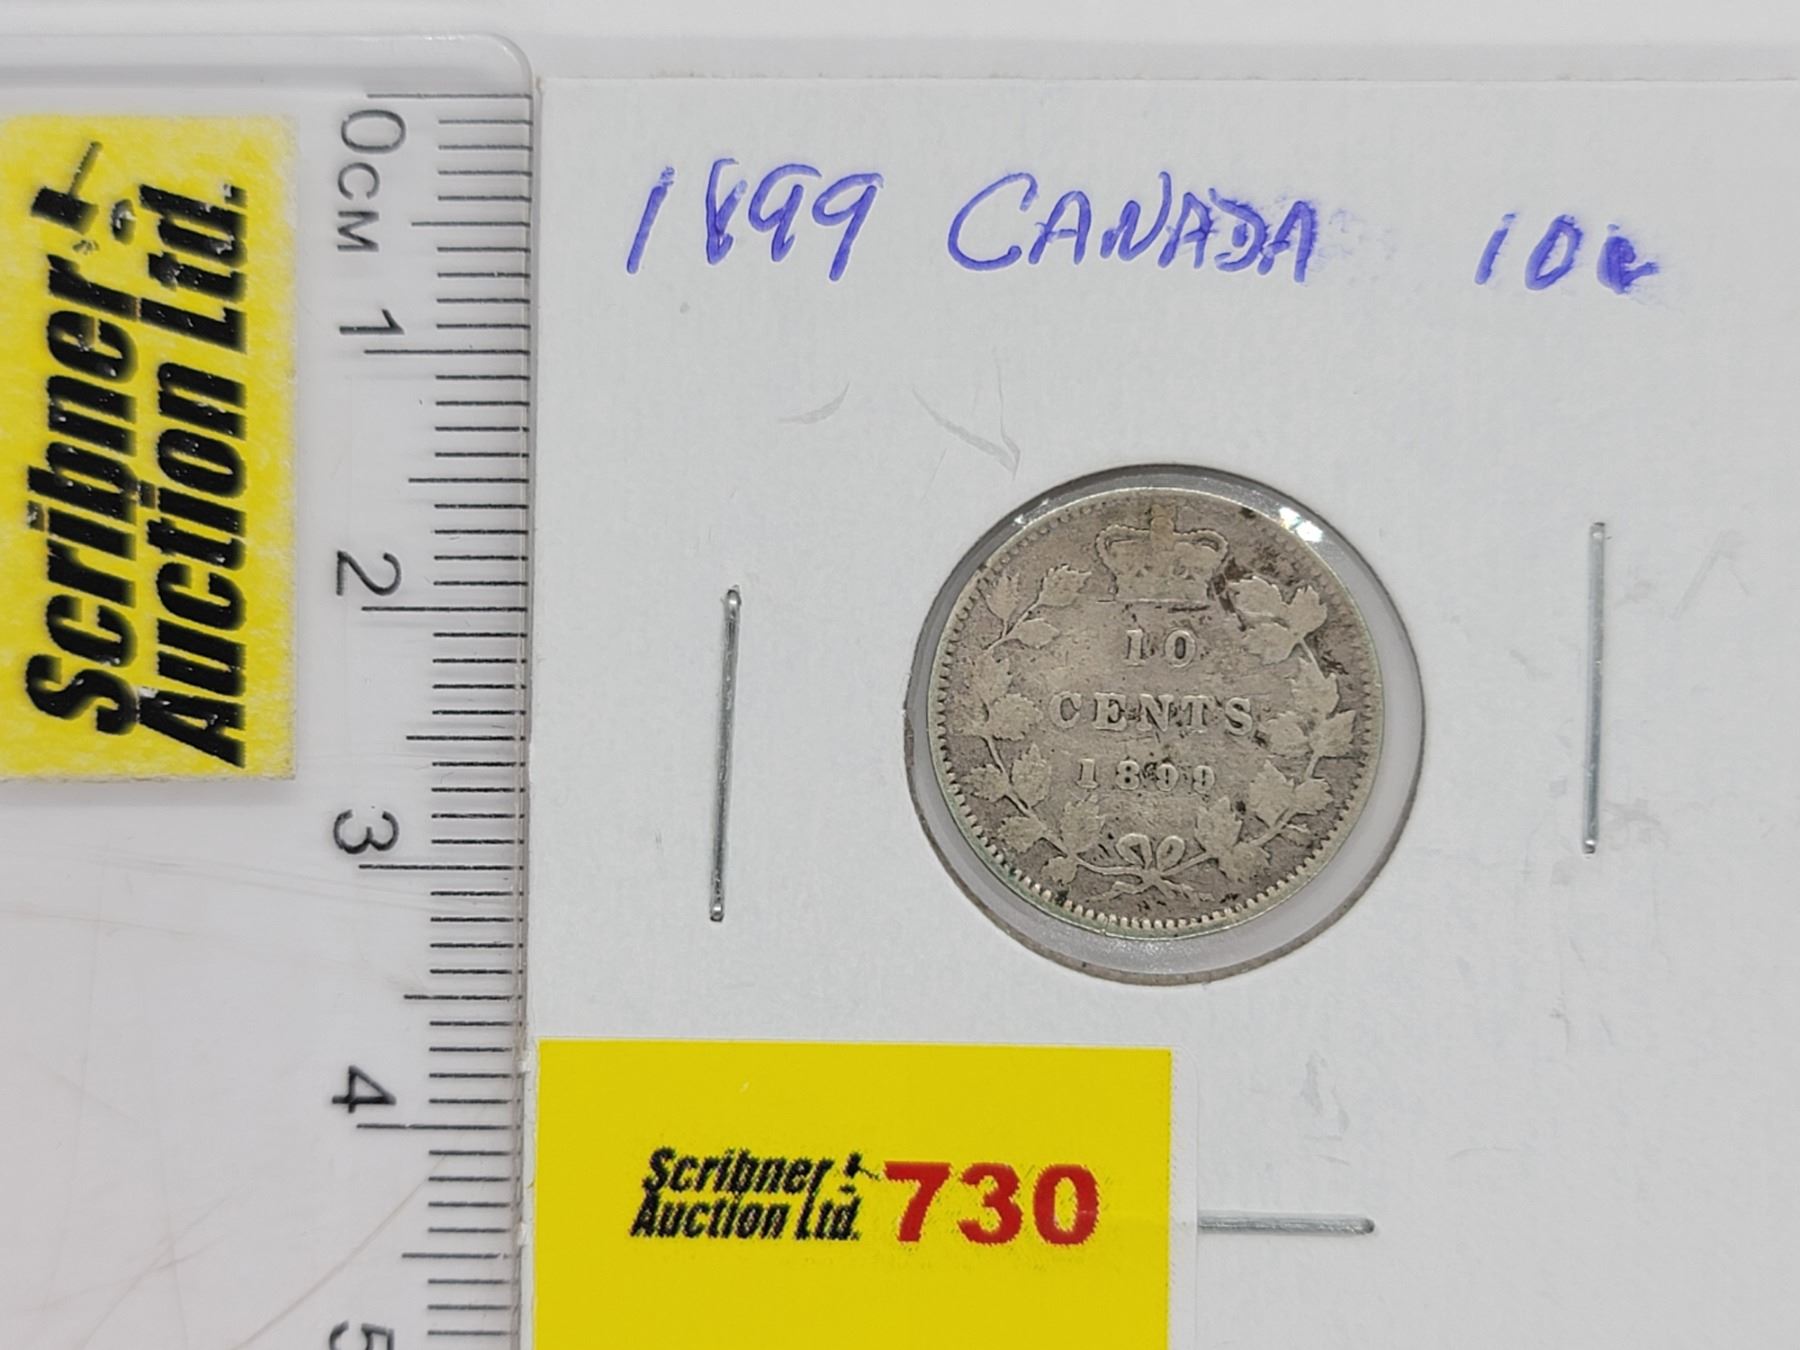 1899 CANADA 10¢
0CM 1 2 3 4 5
Scribner
Auction Ltd.
10
CENTS
1899
Scribner
Auction Ltd.
730